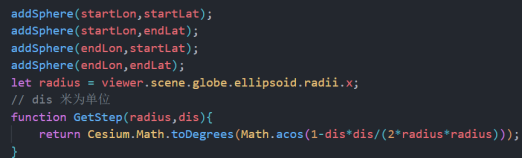 addSphere(startLon,startLat);
addSphere(startLon,endLat);
addSphere(endLon,startLat);
addSphere(endLon,endLat);
let radius = viewer.scene.globe.ellipsoid.radii.x;
// dis 米为单位
function GetStep(radius,dis){
    return Cesium.Math.toDegrees(Math.acos(1-dis*dis/(2*radius*radius)));
}